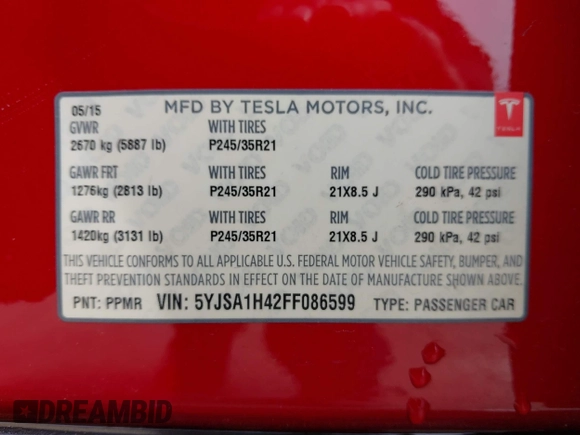 05/15 MFD BY TESLA MOTORS, INC.
TESLA
GVWR WITH TIRES
2670 kg (5887 lb) P245/35R21
GAWR FRT WITH TIRES RIM COLD TIRE PRESSURE
1276kg (2813 lb) P245/35R21 21X8.5 J 290 kPa, 42 psi
GAWR RR WITH TIRES RIM COLD TIRE PRESSURE
1420kg (3131 lb) P245/35R21 21X8.5 J 290 kPa, 42 psi
THIS VEHICLE CONFORMS TO ALL APPLICABLE U.S. FEDERAL MOTOR VEHICLE SAFETY, BUMPER, AND
THEFT PREVENTION STANDARDS IN EFFECT ON THE DATE OF MANUFACTURE SHOWN ABOVE.
PNT: PPMR VIN: 5YJSA1H42FF086599 TYPE: PASSENGER CAR
DREAMBID